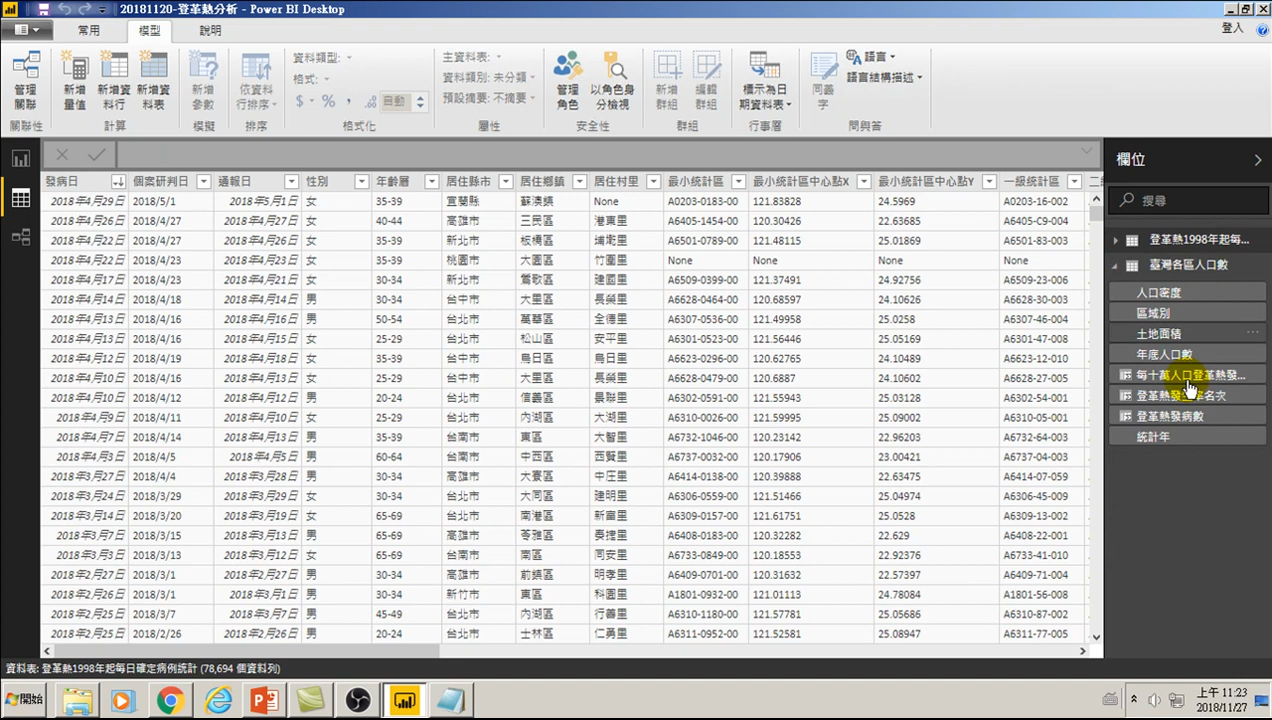 20181120-登革熱分析 - Power BI Desktop
常用 模型 說明 登入
管理關聯 新增量值 新增資料行 新增資料表 新增參數 依資料行排序
資料類型: 格式: $ % , .00 自動
主資料表: 資料類別: 未分類 預設摘要: 不摘要
管理角色 以角色身分檢視 新增群組 編輯群組 標示為日期資料表 同義字 語言 語言結構描述
關聯性 計算 模擬 排序 格式化 屬性 安全性 群組 行事曆 問與答
發病日 個案研判日 通報日 性別 年齡層 居住縣市 居住鄉鎮 居住村里 最小統計區 最小統計區中心點X 最小統計區中心點Y 一級統計區
2018年4月29日 2018/5/1 2018年5月1日 女 35-39 宜蘭縣 蘇澳鎮 None A0203-0183-00 121.83828 24.5969 A0203-16-002
2018年4月26日 2018/4/27 2018年4月27日 女 40-44 高雄市 三民區 港東里 A6405-1454-00 120.30426 22.63685 A6405-C9-004
2018年4月22日 2018/4/27 2018年4月26日 女 35-39 新北市 板橋區 埔墘里 A6501-0789-00 121.48115 25.01869 A6501-83-003
2018年4月22日 2018/4/23 2018年4月23日 女 35-39 桃園市 大園區 竹圍里 None None None None
2018年4月17日 2018/4/23 2018年4月21日 女 30-34 新北市 鶯歌區 建國里 A6509-0399-00 121.37491 24.92756 A6509-23-006
2018年4月14日 2018/4/18 2018年4月17日 男 30-34 台中市 大里區 長榮里 A6628-0464-00 120.68597 24.10626 A6628-30-003
2018年4月13日 2018/4/16 2018年4月14日 男 50-54 台北市 萬華區 全德里 A6307-0536-00 121.49958 25.0258 A6307-46-004
2018年4月13日 2018/4/16 2018年4月15日 女 25-29 台北市 松山區 安平里 A6301-0523-00 121.56446 25.05169 A6301-47-008
2018年4月12日 2018/4/19 2018年4月18日 男 35-39 台中市 烏日區 烏日里 A6623-0296-00 120.62765 24.10489 A6623-12-010
2018年4月10日 2018/4/16 2018年4月13日 女 25-29 台中市 大里區 長榮里 A6628-0479-00 120.6887 24.10602 A6628-27-005
2018年4月10日 2018/4/12 2018年4月11日 男 20-24 台北市 大安區 學府里 A6302-0591-00 121.55943 25.03128 A6302-54-001
2018年4月9日 2018/4/11 2018年4月10日 女 25-29 台北市 內湖區 大湖里 A6310-0026-00 121.59995 25.09002 A6310-05-001
2018年4月7日 2018/4/14 2018年4月13日 男 35-39 台南市 東區 大智里 A6732-1046-00 120.23142 22.96203 A6732-64-003
2018年4月3日 2018/4/5 2018年4月4日 男 60-64 台南市 中西區 西賢里 A6737-0032-00 120.17906 23.00421 A6737-04-003
2018年3月27日 2018/4/4 2018年3月28日 男 30-34 高雄市 大寮區 中庄里 A6414-0138-00 120.39888 22.63475 A6414-07-059
2018年3月24日 2018/3/29 2018年3月29日 女 30-34 台北市 大同區 建明里 A6306-0559-00 121.51466 25.04974 A6306-45-009
2018年3月14日 2018/3/20 2018年3月19日 女 65-69 台北市 南港區 新富里 A6309-0157-00 121.61751 25.0528 A6309-13-002
2018年3月7日 2018/3/15 2018年3月13日 男 65-69 高雄市 苓雅區 奏捷里 A6408-0183-00 120.32282 22.629 A6408-22-003
2018年3月3日 2018/3/13 2018年3月12日 女 65-69 台南市 南區 同安里 A6733-0849-00 120.18553 22.92376 A6733-41-010
2018年2月27日 2018/3/1 2018年2月27日 男 30-34 高雄市 前鎮區 明孝里 A6409-0701-00 120.31632 22.57397 A6409-71-004
2018年2月26日 2018/3/1 2018年3月1日 男 30-34 新竹市 東區 科園里 A1801-0932-00 121.01113 24.78084 A1801-56-008
2018年2月25日 2018/3/7 2018年3月7日 男 45-49 台北市 內湖區 行善里 A6310-1180-00 121.57781 25.05686 A6310-87-002
2018年2月25日 2018/2/26 2018年2月26日 男 20-24 台北市 士林區 仁勇里 A6311-0952-00 121.52581 25.08947 A6311-77-005
欄位
搜尋
登革熱1998年起每...
臺灣各區人口數
人口密度
區域別
土地面積
年底人口數
每十萬人口登革熱發...
登革熱發生率名次
登革熱發病數
統計年
資料表: 登革熱1998年起每日確定病例統計 (78,694 個資料列)
開始
上午 11:23
2018/11/27